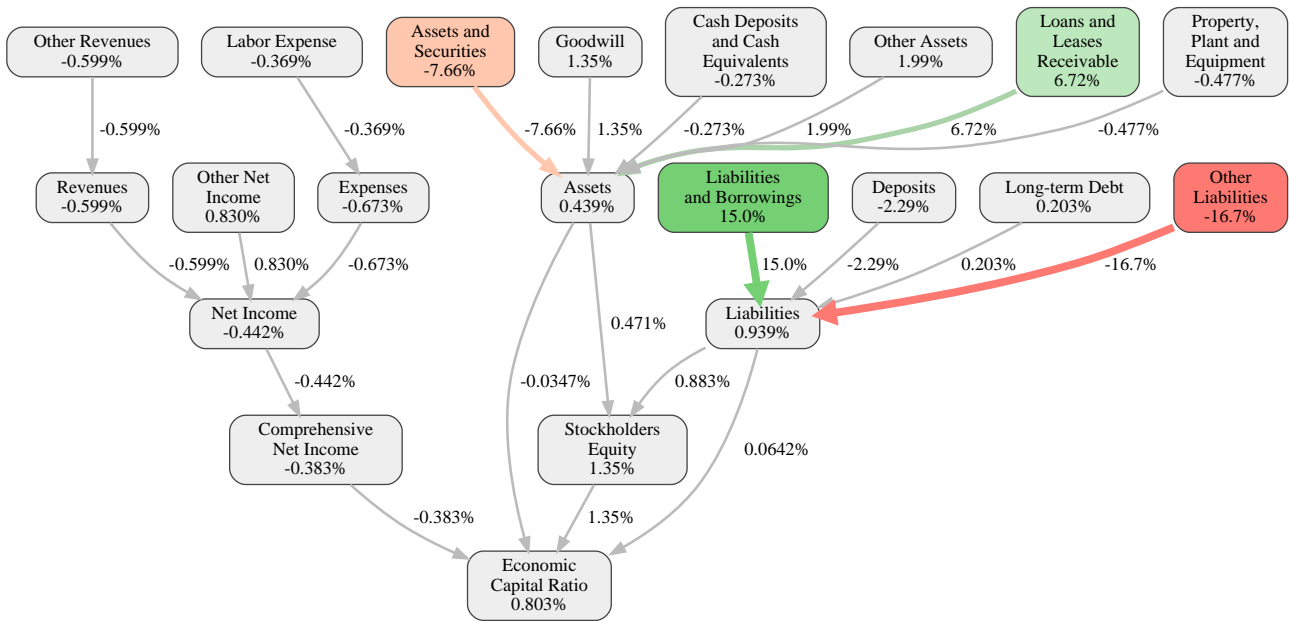 Other Revenues
-0.599%
Labor Expense
-0.369%
Assets and
Securities
-7.66%
Goodwill
1.35%
Cash Deposits
and Cash
Equivalents
-0.273%
Other Assets
1.99%
Loans and
Leases
Receivable
6.72%
Property,
Plant and
Equipment
-0.477%
-0.599%
-0.369%
-7.66%
1.35%
-0.273%
1.99%
6.72%
-0.477%
Revenues
-0.599%
Other Net
Income
0.830%
Expenses
-0.673%
Assets
0.439%
Liabilities
and Borrowings
15.0%
Deposits
-2.29%
Long-term Debt
0.203%
Other
Liabilities
-16.7%
-0.599%
0.830%
-0.673%
15.0%
-2.29%
0.203%
-16.7%
Net Income
-0.442%
0.471%
Liabilities
0.939%
-0.442%
-0.0347%
0.883%
Comprehensive
Net Income
-0.383%
Stockholders
Equity
1.35%
0.0642%
-0.383%
1.35%
Economic
Capital Ratio
0.803%